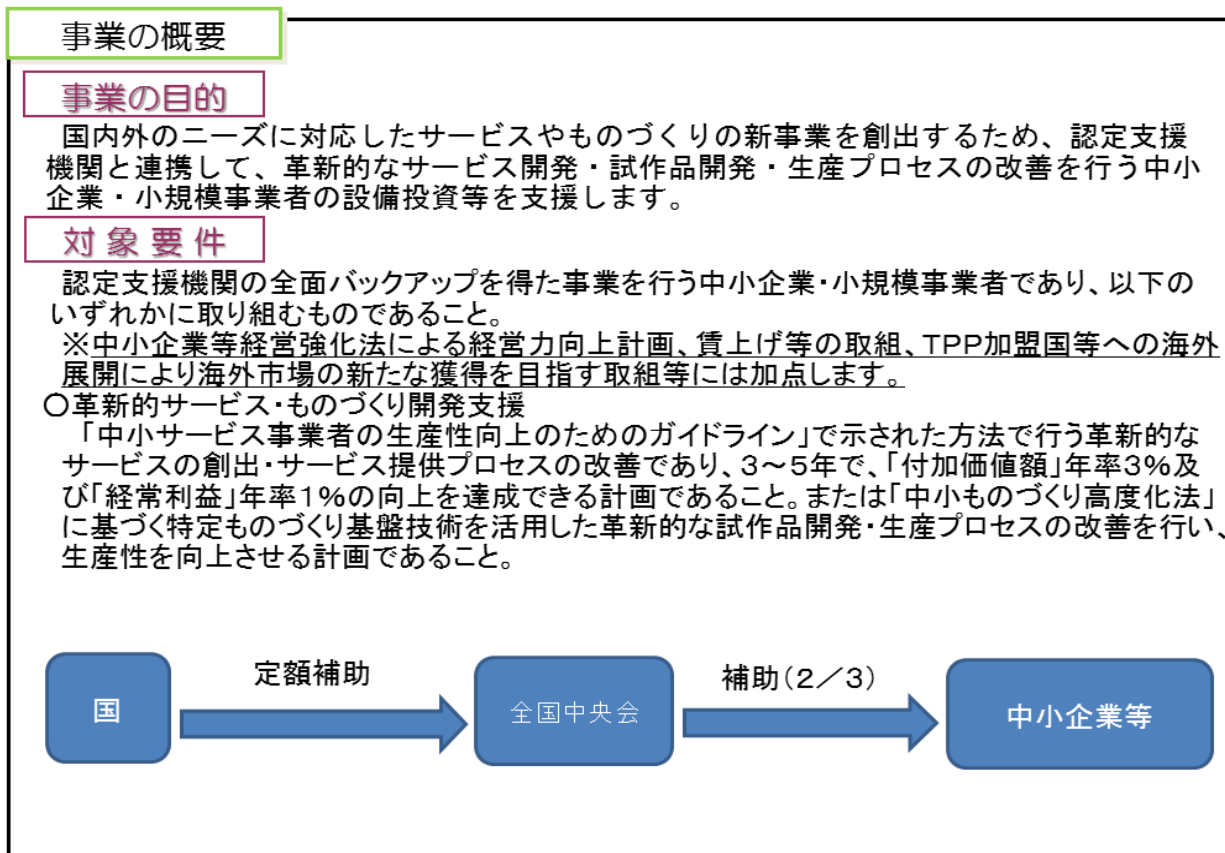 事業の概要
事業の目的
国内外のニーズに対応したサービスやものづくりの新事業を創出するため、認定支援
機関と連携して、革新的なサービス開発・試作品開発・生産プロセスの改善を行う中小
企業・小規模事業者の設備投資等を支援します。
対象要件
認定支援機関の全面バックアップを得た事業を行う中小企業・小規模事業者であり、以下の
いずれかに取り組むものであること。
※中小企業等経営強化法による経営力向上計画、賃上げ等の取組、TPP加盟国等への海外
展開により海外市場の新たな獲得を目指す取組等には加点します。
○革新的サービス・ものづくり開発支援
「中小サービス事業者の生産性向上のためのガイドライン」で示された方法で行う革新的な
サービスの創出・サービス提供プロセスの改善であり、3～5年で、「付加価値額」年率3%及
び「経常利益」年率1%の向上を達成できる計画であること。または「中小ものづくり高度化法」
に基づく特定ものづくり基盤技術を活用した革新的な試作品開発・生産プロセスの改善を行い、
生産性を向上させる計画であること。
国
定額補助
全国中央会
補助(2／3)
中小企業等